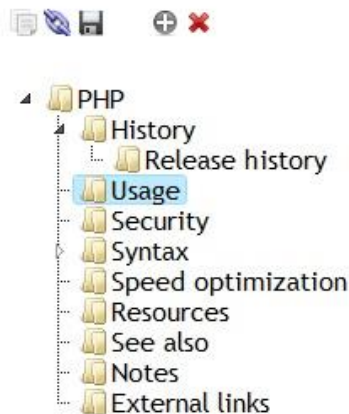 PHP
History
Release history
Usage
Security
Syntax
Speed optimization
Resources
See also
Notes
External links